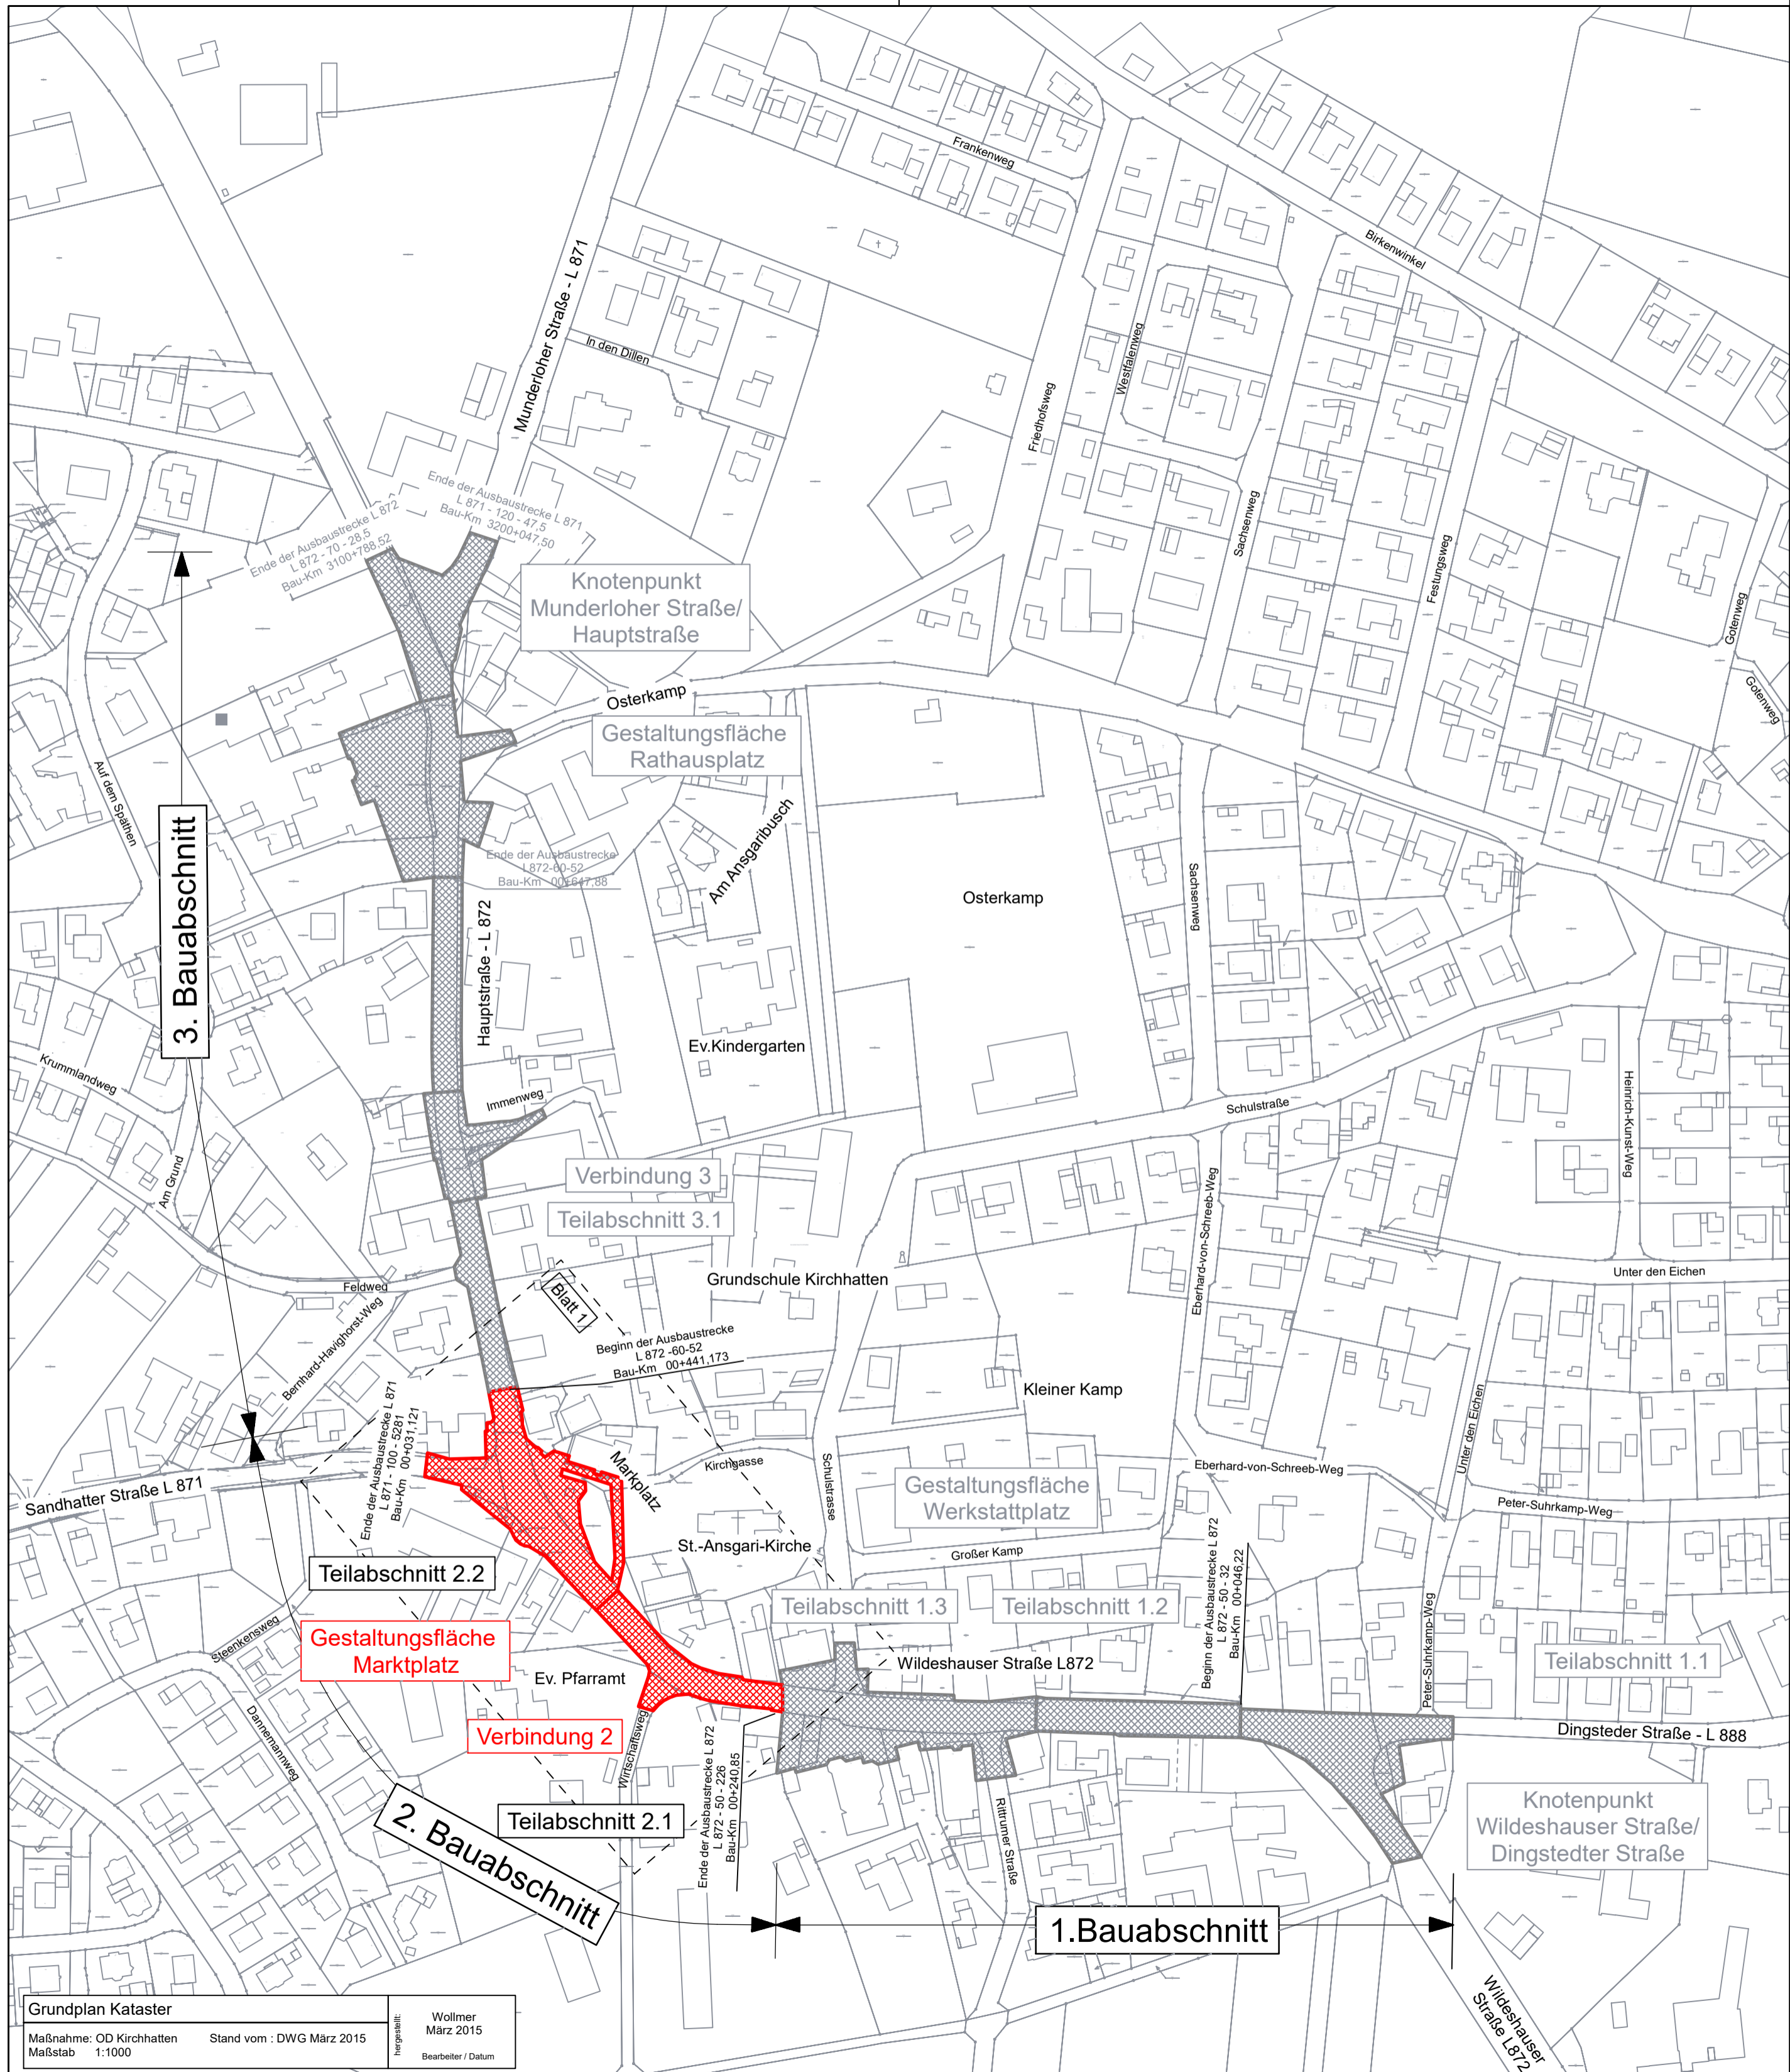 Frankenweg
Birkenwinkel
Munderloher Straße - L 871
In den Dillen
Westfalenweg
Friedhofsweg
Sachsenweg
Festungsweg
Gotenweg
Gotenweg
Ende der Ausbaustrecke L 872
L 872 - 70 - 28,5
Bau-Km 3100+788,52
Ende der Ausbaustrecke L 871
L 871 - 120 - 47,5
Bau-Km 3200+047,50
Knotenpunkt
Munderloher Straße/
Hauptstraße
Osterkamp
Gestaltungsfläche
Rathausplatz
Auf dem Späthen
3. Bauabschnitt
Am Ansgaribusch
Ende der Ausbaustrecke
L872-60-52
Bau-Km 00+647,88
Hauptstraße - L 872
Osterkamp
Sachsenweg
Ev.Kindergarten
Krummlandweg
Immenweg
Schulstraße
Heinrich-Kunst-Weg
Am Grund
Verbindung 3
Teilabschnitt 3.1
Eberhard-von-Schreeb-Weg
Feldweg
Grundschule Kirchhatten
Unter den Eichen
Blatt 1
Bernhard-Havighorst-Weg
Beginn der Ausbaustrecke
L 872 -60-52
Bau-Km 00+441,173
Kleiner Kamp
Unter den Eichen
Ende der Ausbaustrecke L 871
L 871 - 100 - 5281
Bau-Km 00+031,121
Markplatz
Kirchgasse
Schulstrasse
Eberhard-von-Schreeb-Weg
Sandhatter Straße L 871
Gestaltungsfläche
Werkstattplatz
Peter-Suhrkamp-Weg
St.-Ansgari-Kirche
Großer Kamp
Beginn der Ausbaustrecke L 872
L 872 - 50 - 32
Bau-Km 00+046,22
Teilabschnitt 2.2
Teilabschnitt 1.3
Teilabschnitt 1.2
Peter-Suhrkamp-Weg
Steenkensweg
Gestaltungsfläche
Marktplatz
Wildeshauser Straße L872
Teilabschnitt 1.1
Ev. Pfarramt
Dannemannweg
Verbindung 2
Wirtschaftsweg
Dingsteder Straße - L 888
Ende der Ausbaustrecke L 872
L 872 - 50 - 226
Bau-Km 00+240,85
Teilabschnitt 2.1
2. Bauabschnitt
Rittrumer Straße
Knotenpunkt
Wildeshauser Straße/
Dingstedter Straße
1.Bauabschnitt
Wildeshauser
Straße L872
Grundplan Kataster
Maßnahme: OD Kirchhatten Stand vom : DWG März 2015
Maßstab 1:1000
hergestellt:
Wollmer
März 2015
Bearbeiter / Datum